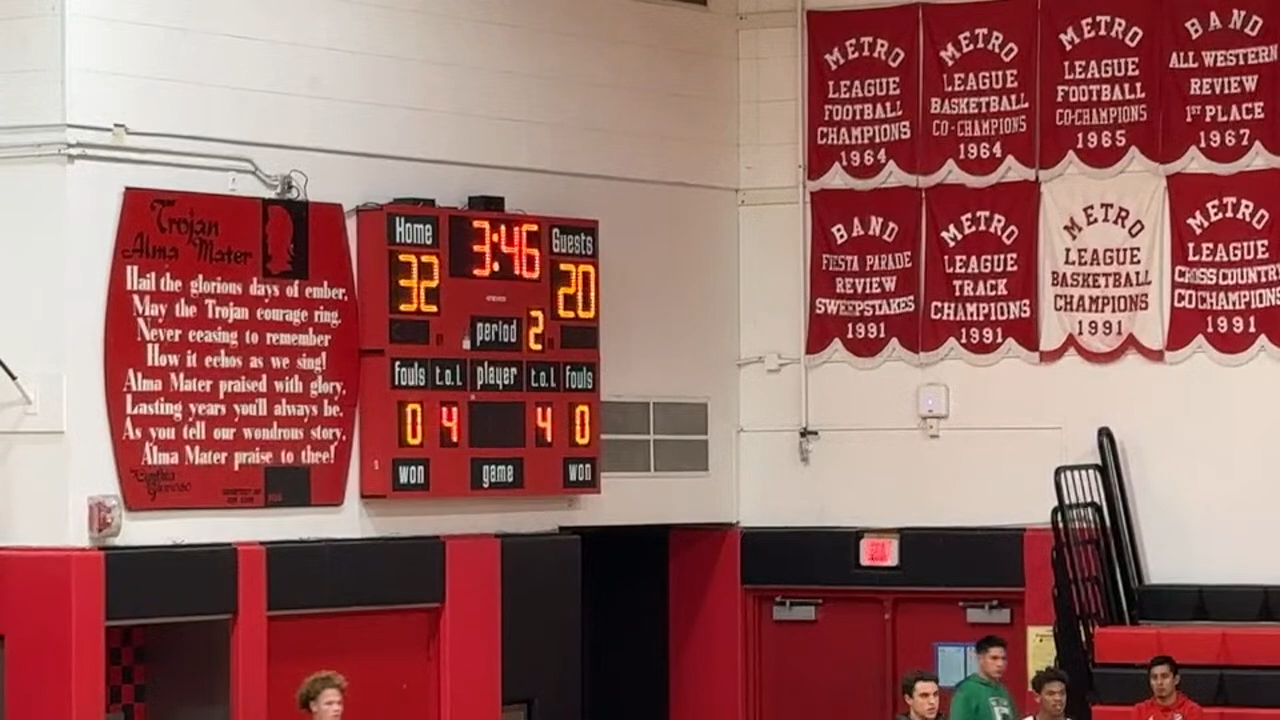 Trojan
Alma Mater
Hail the glorious days of ember,
May the Trojan courage ring,
Never ceasing to remember
How it echos as we sing!
Alma Mater praised with glory,
Lasting years you'll always be.
As you tell our wondrous story,
Alma Mater praise to thee!
Home
3:46
Guests
32
20
period
2
fouls t.o.l. player t.o.l. fouls
0 4 4 0
won game won
METRO
LEAGUE
FOOTBALL
CHAMPIONS
1964
METRO
LEAGUE
BASKETBALL
CO-CHAMPIONS
1964
METRO
LEAGUE
FOOTBALL
CO-CHAMPIONS
1965
BAND
ALL WESTERN
REVIEW
1ST PLACE
1967
BAND
FIESTA PARADE
REVIEW
SWEEPSTAKES
1991
METRO
LEAGUE
TRACK
CHAMPIONS
1991
METRO
LEAGUE
BASKETBALL
CHAMPIONS
1991
METRO
LEAGUE
CROSS COUNTRY
CO CHAMPIONS
1991
EXIT